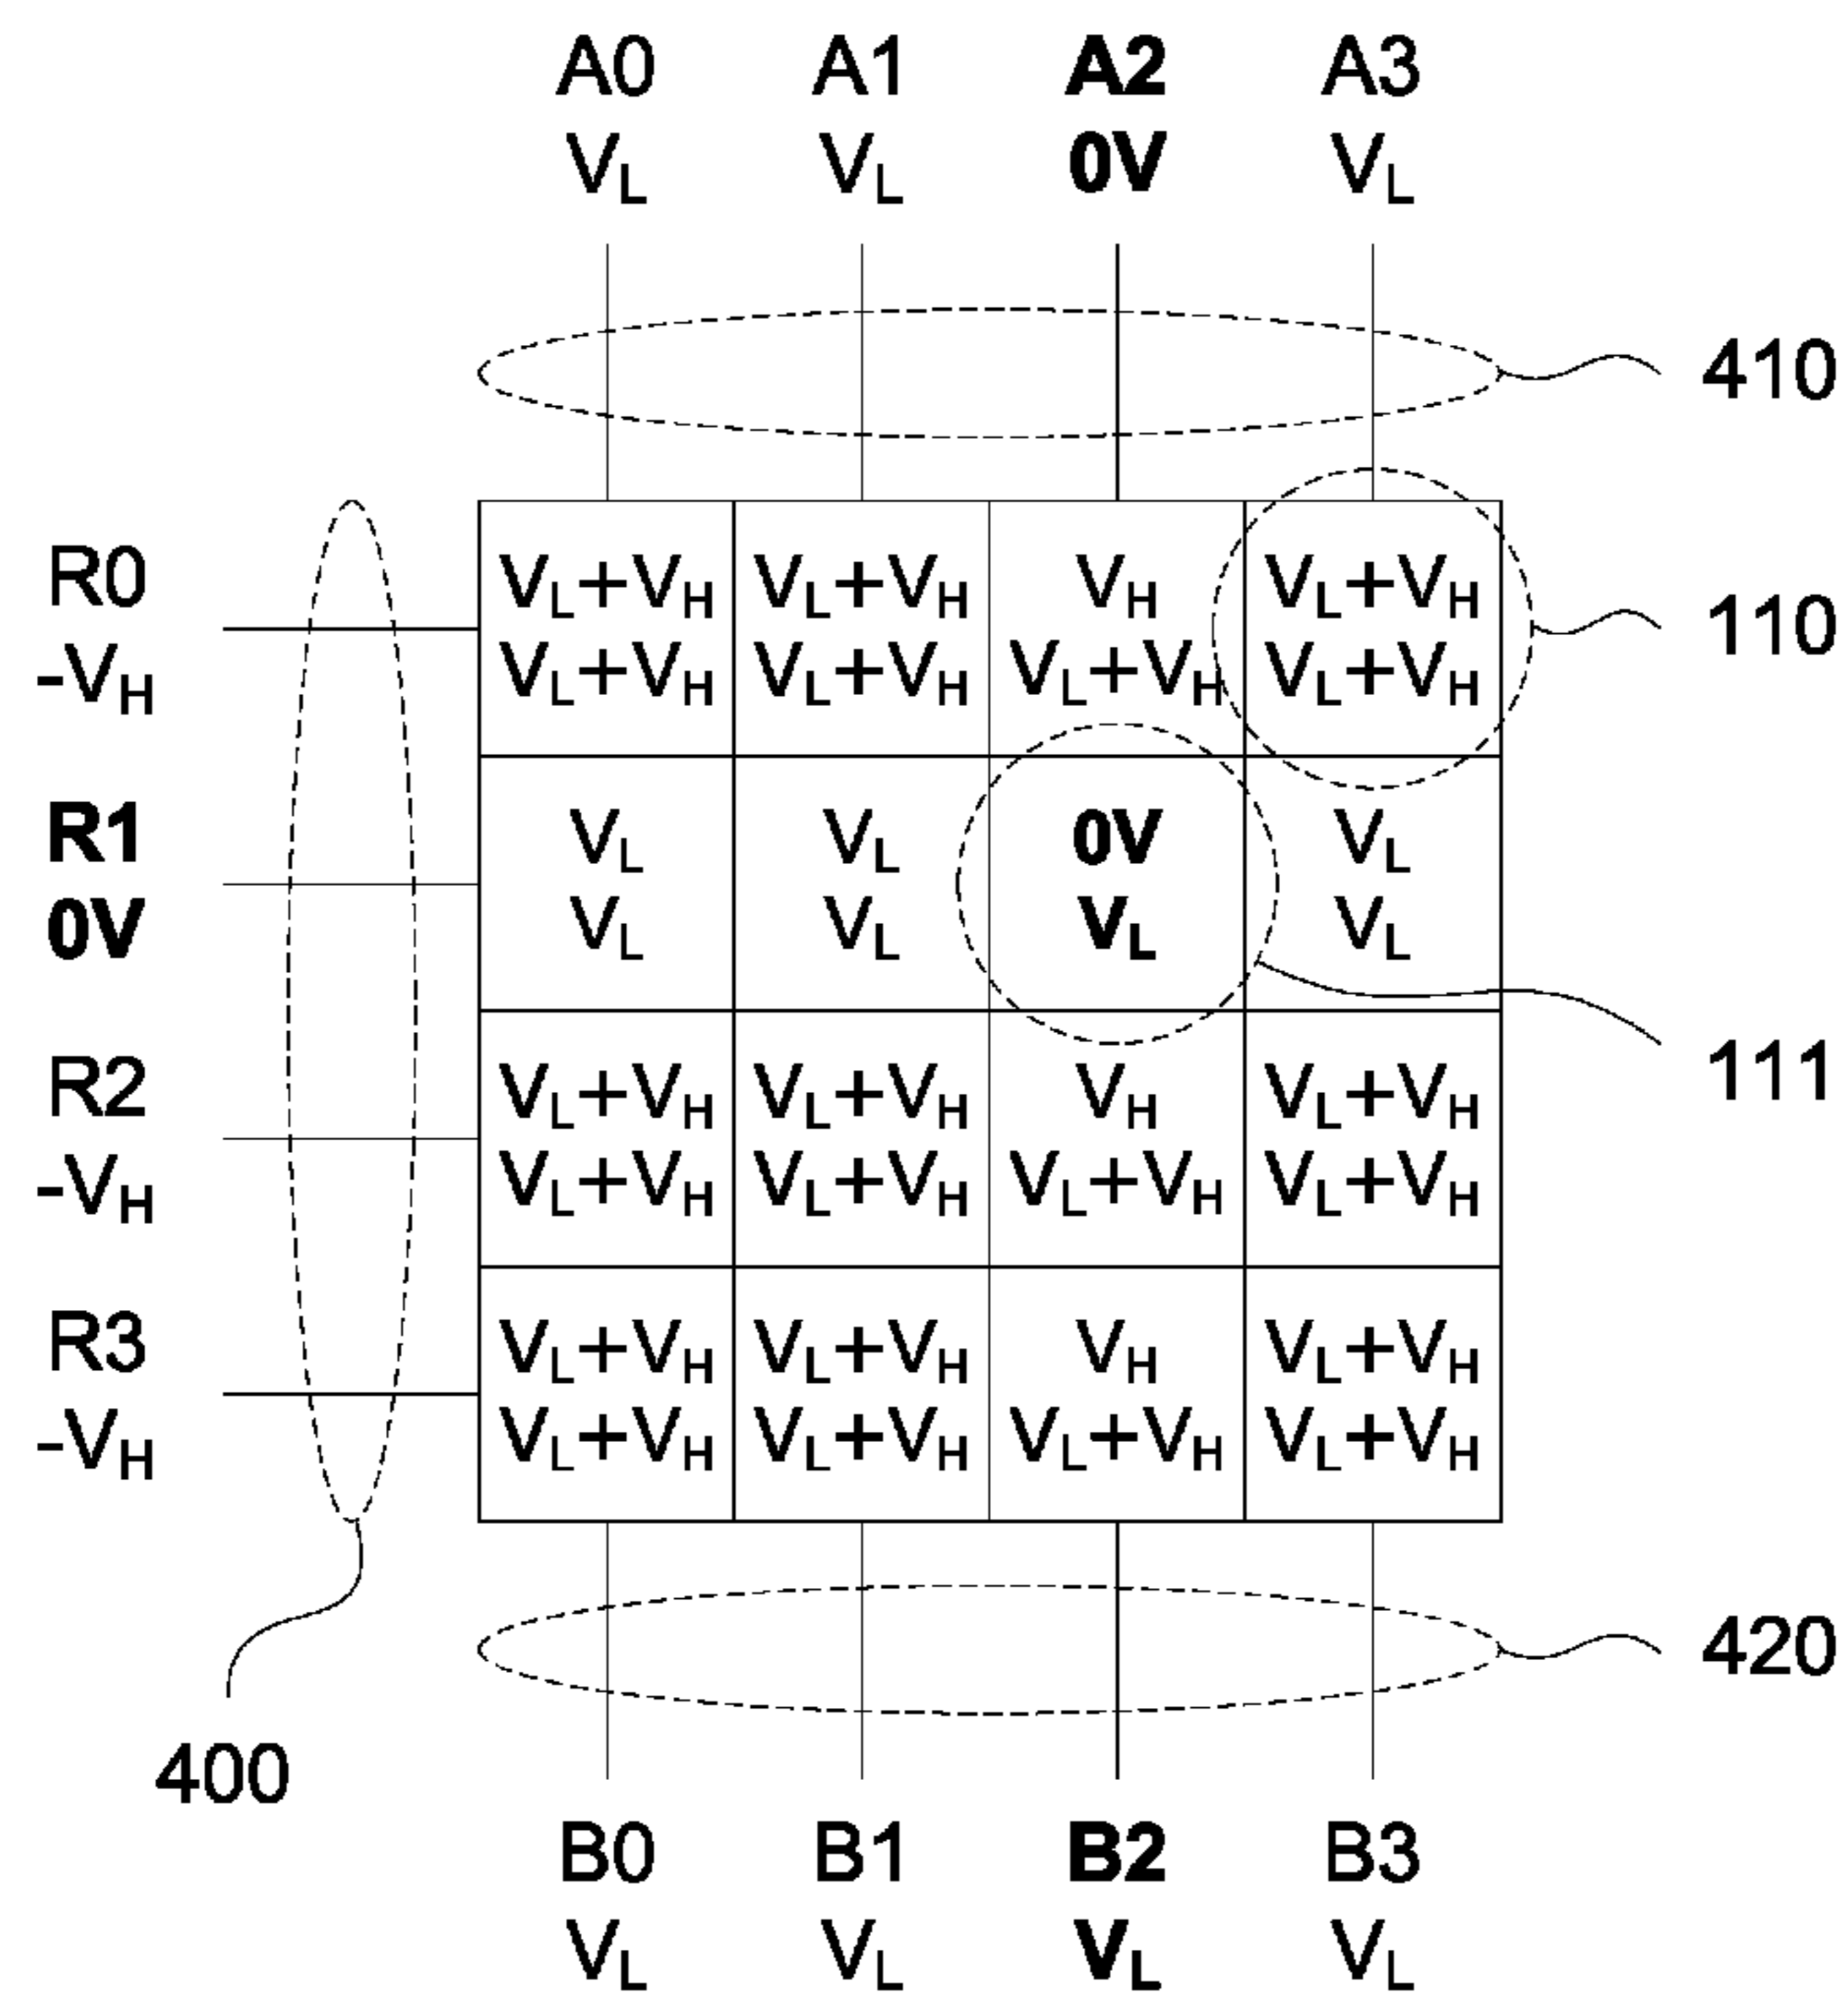 A0 A1 A2 A3
VL VL 0V VL
410
R0 VL+VH VL+VH VH VL+VH 110
-VH VL+VH VL+VH VL+VH VL+VH
R1 VL VL 0V VL
0V VL VL VL VL
R2 VL+VH VL+VH VH VL+VH 111
-VH VL+VH VL+VH VL+VH VL+VH
R3 VL+VH VL+VH VH VL+VH
-VH VL+VH VL+VH VL+VH VL+VH
420
400
B0 B1 B2 B3
VL VL VL VL